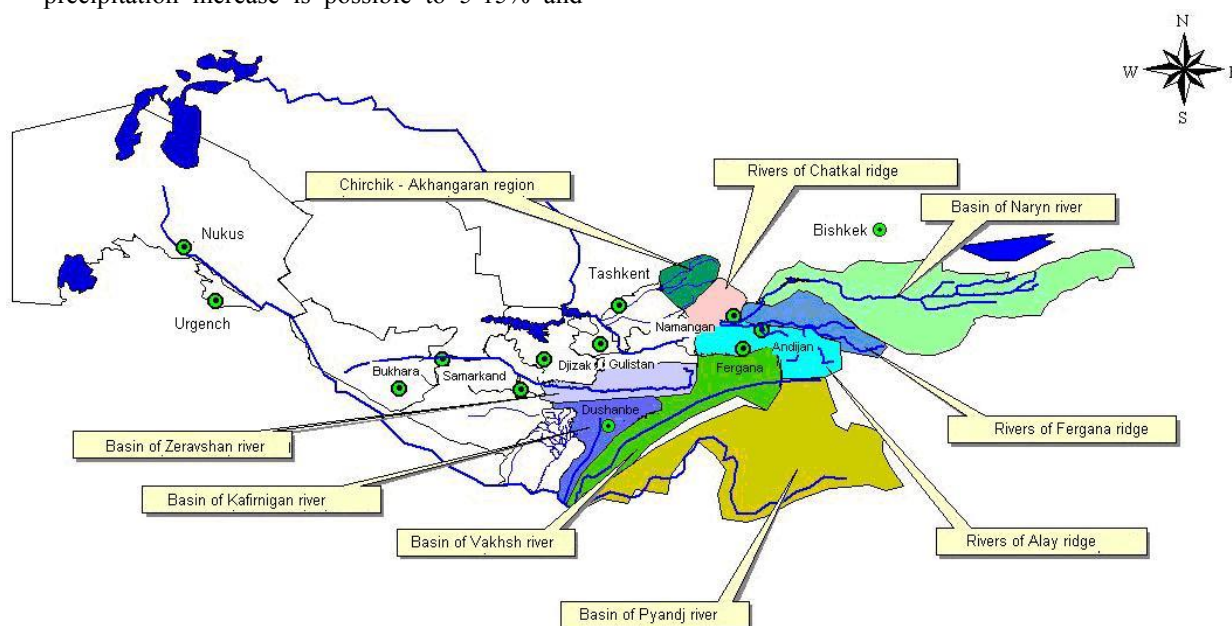 precipitation increase is possible to 5-15% and
N
W
S
Rivers of Chatkal ridge
Chirchik - Akhangaran region
Basin of Naryn river
Bishkek
Nukus
Tashkent
Urgench
Namangan
Andijan
Djizak
Gulistan
Fergana
Bukhara
Samarkand
Dushanbe
Basin of Zeravshan river
Rivers of Fergana ridge
Basin of Kafirnigan river
Basin of Vakhsh river
Rivers of Alay ridge
Basin of Pyandj river